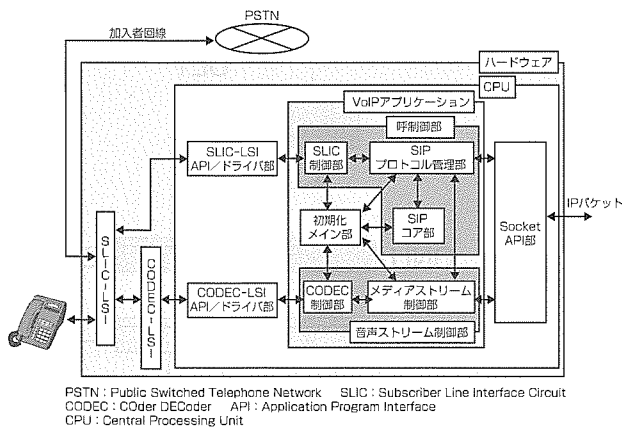 PSTN
加入者回線
ハードウェア
CPU
VoIPアプリケーション
呼制御部
SLIC-LSI
API／ドライバ部
SLIC
制御部
SIP
プロトコル管理部
初期化
メイン部
SIP
コア部
Socket
API部
IPパケット
SLIC-LSI
CODEC-LSI
CODEC-LSI
API／ドライバ部
CODEC
制御部
メディアストリーム
制御部
音声ストリーム制御部
PSTN：Public Switched Telephone Network　SLIC：Subscriber Line Interface Circuit
CODEC：COder DECoder　API：Application Program Interface
CPU：Central Processing Unit